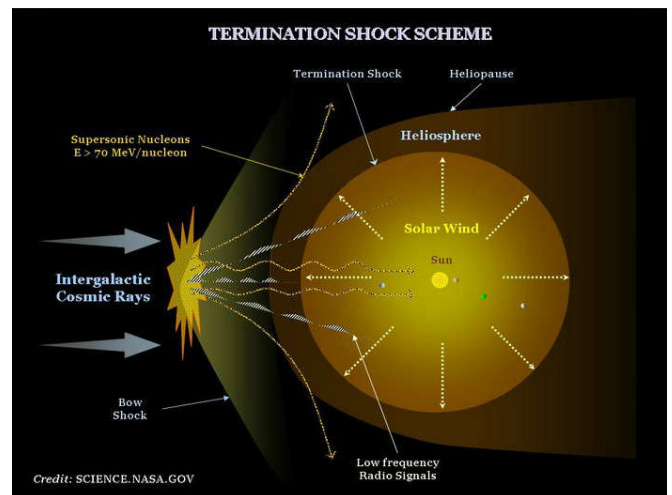 TERMINATION SHOCK SCHEME
Termination Shock
Heliopause
Supersonic Nucleons
E > 70 MeV/nucleon
Heliosphere
Solar Wind
Sun
Intergalactic
Cosmic Rays
Bow
Shock
Low frequency
Radio Signals
Credit: SCIENCE.NASA.GOV